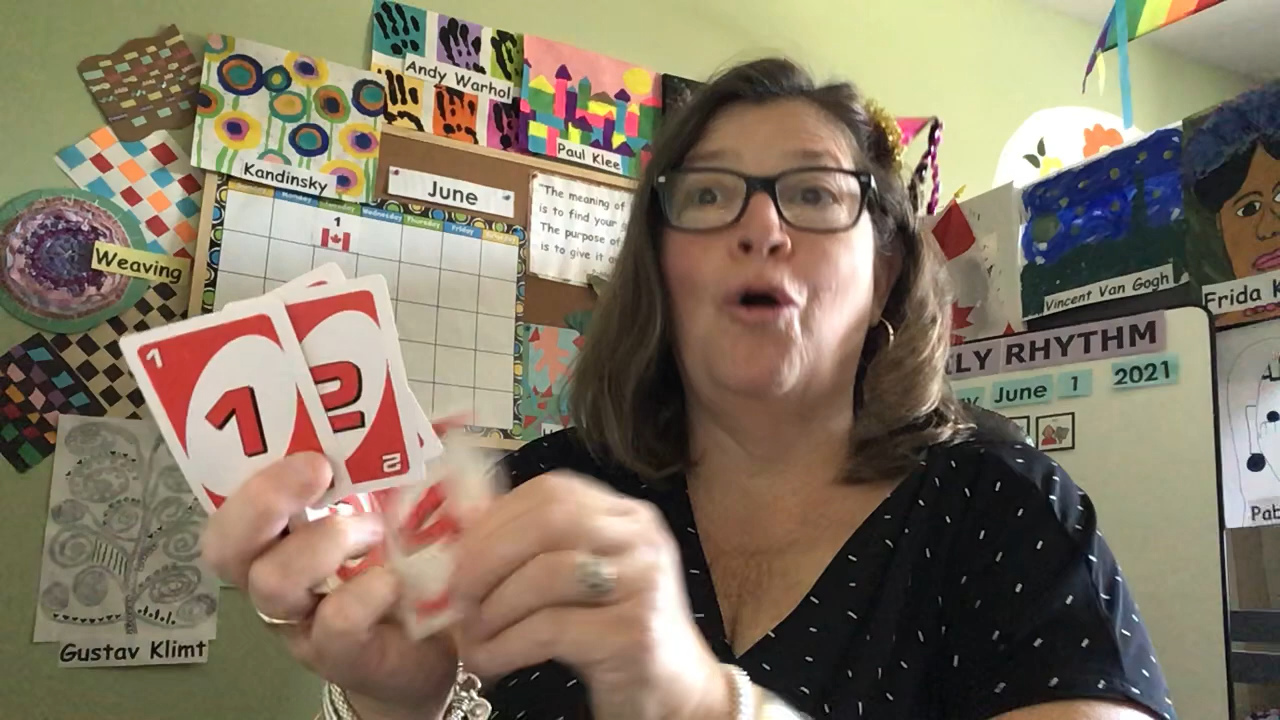 Andy Warhol
Kandinsky
Paul Klee
June
Monday
Wednesday
Thursday
Friday
1
"The meaning of
is to find your
The purpose of
is to give it
Weaving
Vincent Van Gogh
Frida K
LY RHYTHM
June 1 2021
1
1
2
2
Gustav Klimt